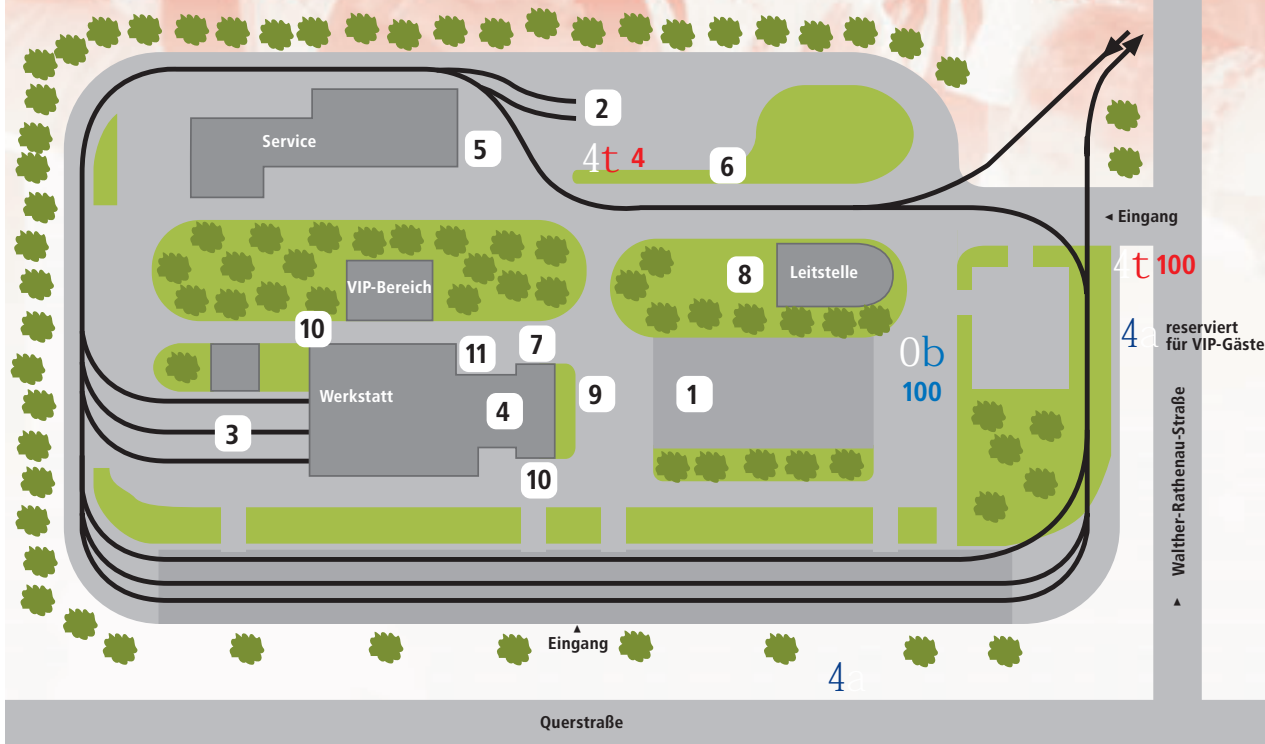 2
Service
5
4t 4
6
◄ Eingang
8
Leitstelle
4t 100
VIP-Bereich
10
7
11
4a reserviert
für VIP-Gäste
0b
100
Werkstatt
9
1
4
3
10
Walther-Rathenau-Straße
Eingang
4a
Querstraße